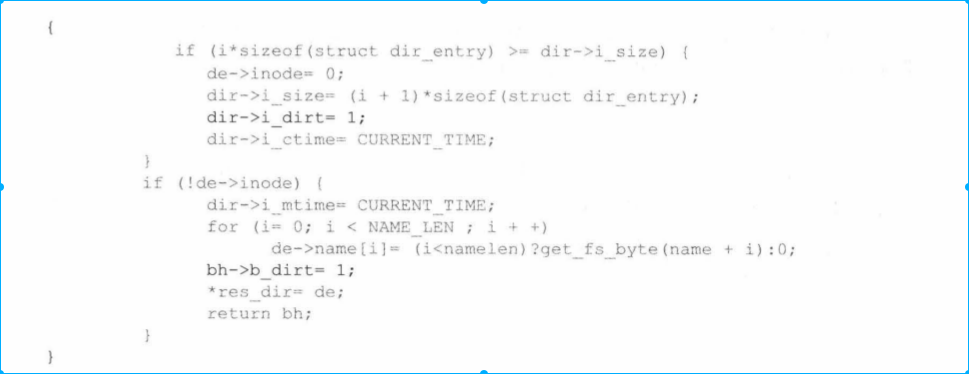 {
if (i*sizeof(struct dir_entry) >= dir->i_size) {
de->inode= 0;
dir->i_size= (i + 1)*sizeof(struct dir_entry);
dir->i_dirt= 1;
dir->i_ctime= CURRENT_TIME;
}
if (!de->inode) {
dir->i_mtime= CURRENT_TIME;
for (i= 0; i < NAME_LEN ; i + +)
de->name[i]= (i<namelen)?get_fs_byte(name + i):0;
bh->b_dirt= 1;
*res_dir= de;
return bh;
}
}